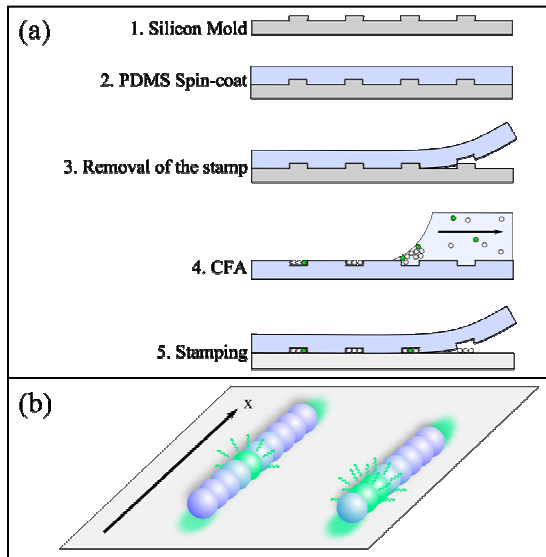 (a)
1. Silicon Mold
2. PDMS Spin-coat
3. Removal of the stamp
4. CFA
5. Stamping
(b)
x